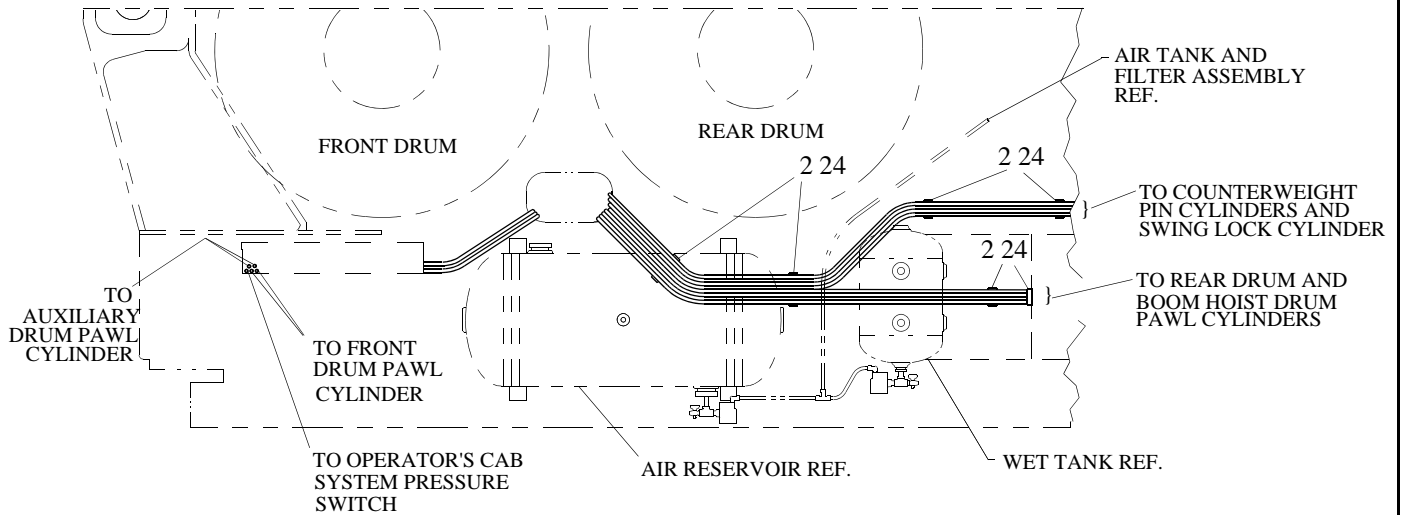 AIR TANK AND
FILTER ASSEMBLY
REF.
FRONT DRUM
REAR DRUM
2 24
2 24
TO COUNTERWEIGHT
PIN CYLINDERS AND
SWING LOCK CYLINDER
2 24
TO REAR DRUM AND
BOOM HOIST DRUM
PAWL CYLINDERS
TO
AUXILIARY
DRUM PAWL
CYLINDER
TO FRONT
DRUM PAWL
CYLINDER
TO OPERATOR'S CAB
SYSTEM PRESSURE
SWITCH
AIR RESERVOIR REF.
WET TANK REF.